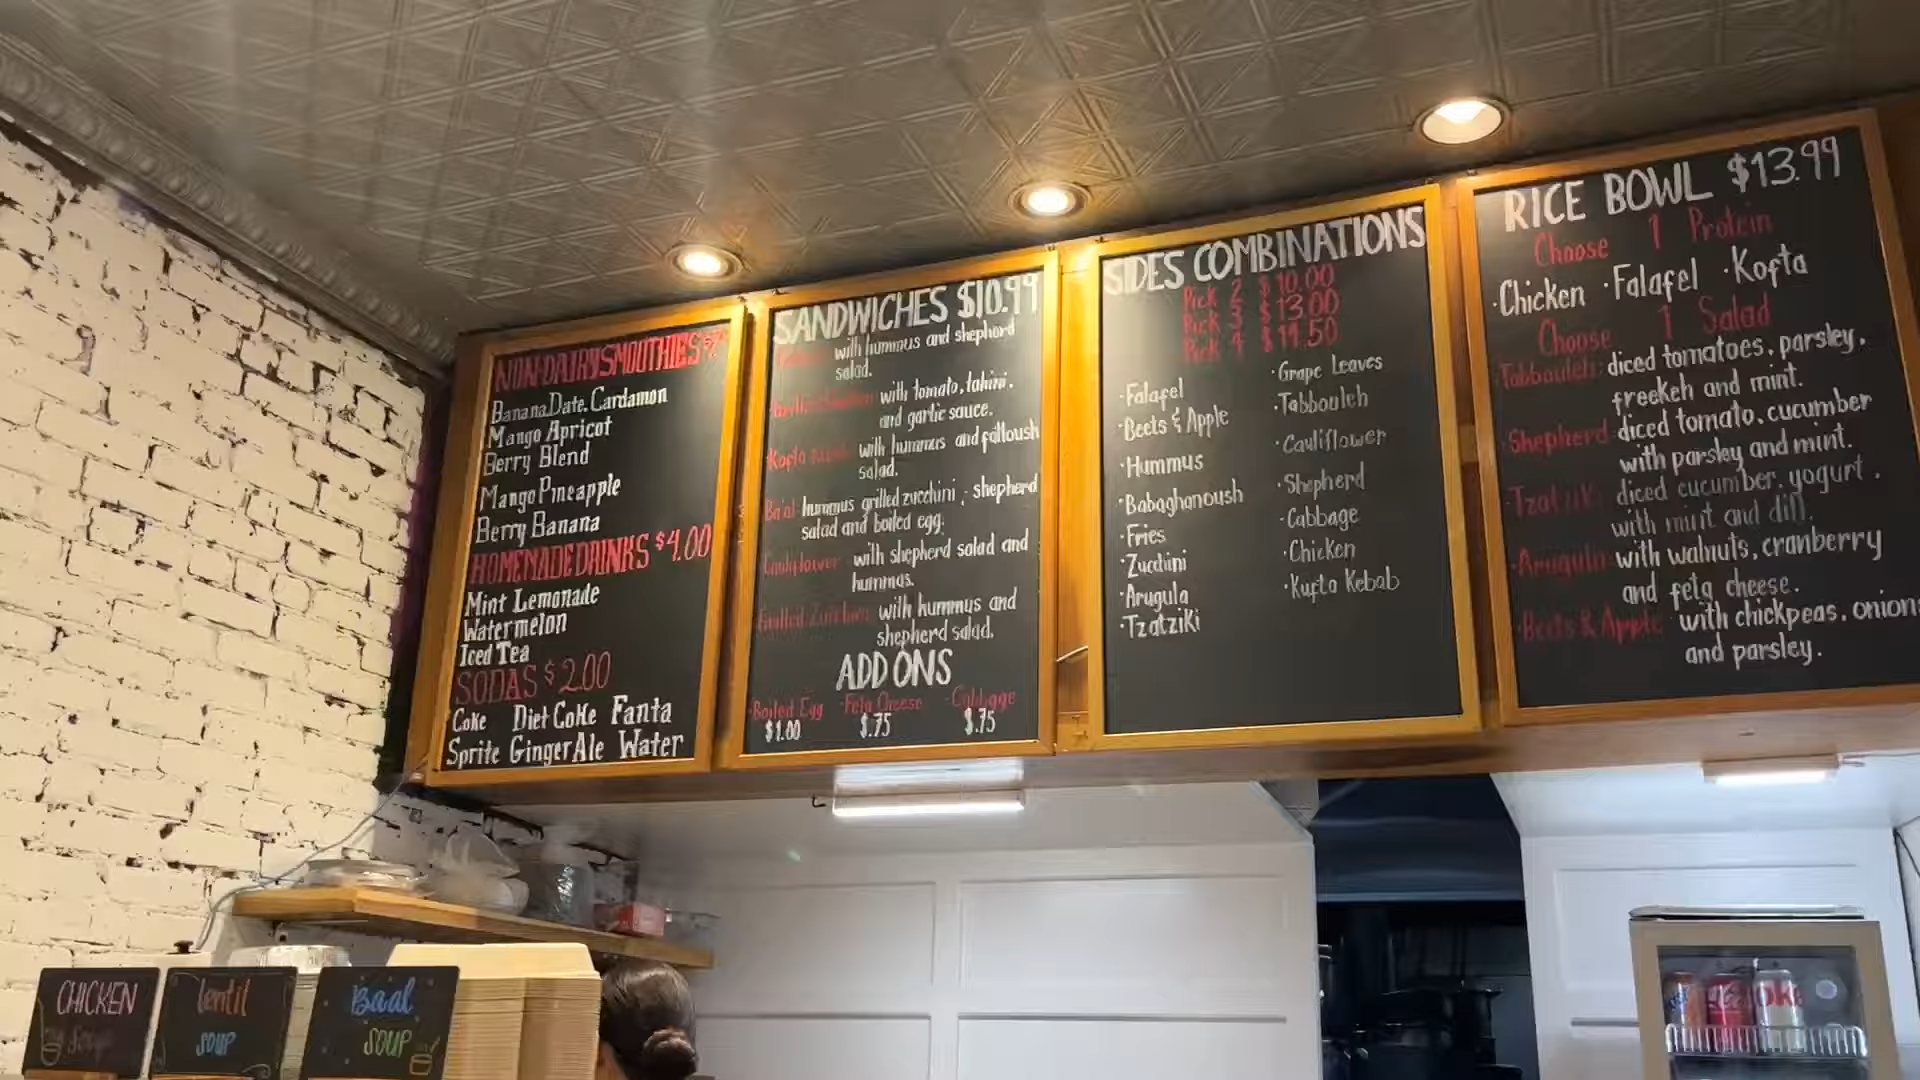 NON-DAIRY SMOOTHIES
Banana.Date.Cardamon
Mango Apricot
Berry Blend
Mango Pineapple
Berry Banana
HOMEMADE DRINKS $4.00
Mint Lemonade
Watermelon
Iced Tea
SODAS $2.00
Coke Diet Coke Fanta
Sprite Ginger Ale Water
SANDWICHES $10.99
with hummus and shepherd
salad.
with tomato, tahini,
and garlic sauce.
Kofta with hummus and fattoush
salad.
Baal hummus grilled zucchini, shepherd
salad and boiled egg.
Cauliflower with shepherd salad and
hummus.
Grilled Zucchini with hummus and
shepherd salad.
ADD ONS
Boiled Egg
$1.00
Feta Cheese
$.75
Cabbage
$.75
SIDES COMBINATIONS
Pick 2 $10.00
Pick 3 $13.00
Pick 4 $
·Falafel
·Beets & Apple
·Hummus
·Babaghanoush
·Fries
·Zucchini
·Arugula
·Tzatziki
·Grape Leaves
·Tabbouleh
·Cauliflower
·Shepherd
·Cabbage
·Chicken
·Kufta Kebab
RICE BOWL $13.99
Choose 1 Protein
·Chicken ·Falafel ·Kofta
Choose 1 Salad
·Tabbouleh: diced tomatoes, parsley,
freekeh and mint.
·Shepherd: diced tomato, cucumber
with parsley and mint.
·Tzatziki: diced cucumber, yogurt,
with mint and dill.
·Arugula with walnuts, cranberry
and feta cheese.
·Beets & Apple with chickpeas, onions
and parsley.
CHICKEN
Soup
lentil
SOUP
Baal
SOUP